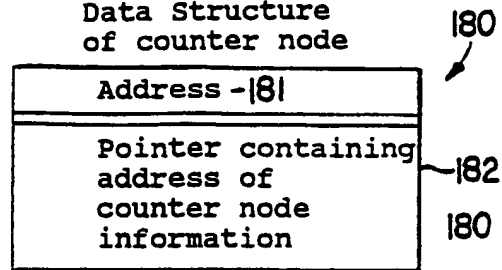 Data Structure
of counter node
180
Address -181
Pointer containing
address of
counter node
information
182
180